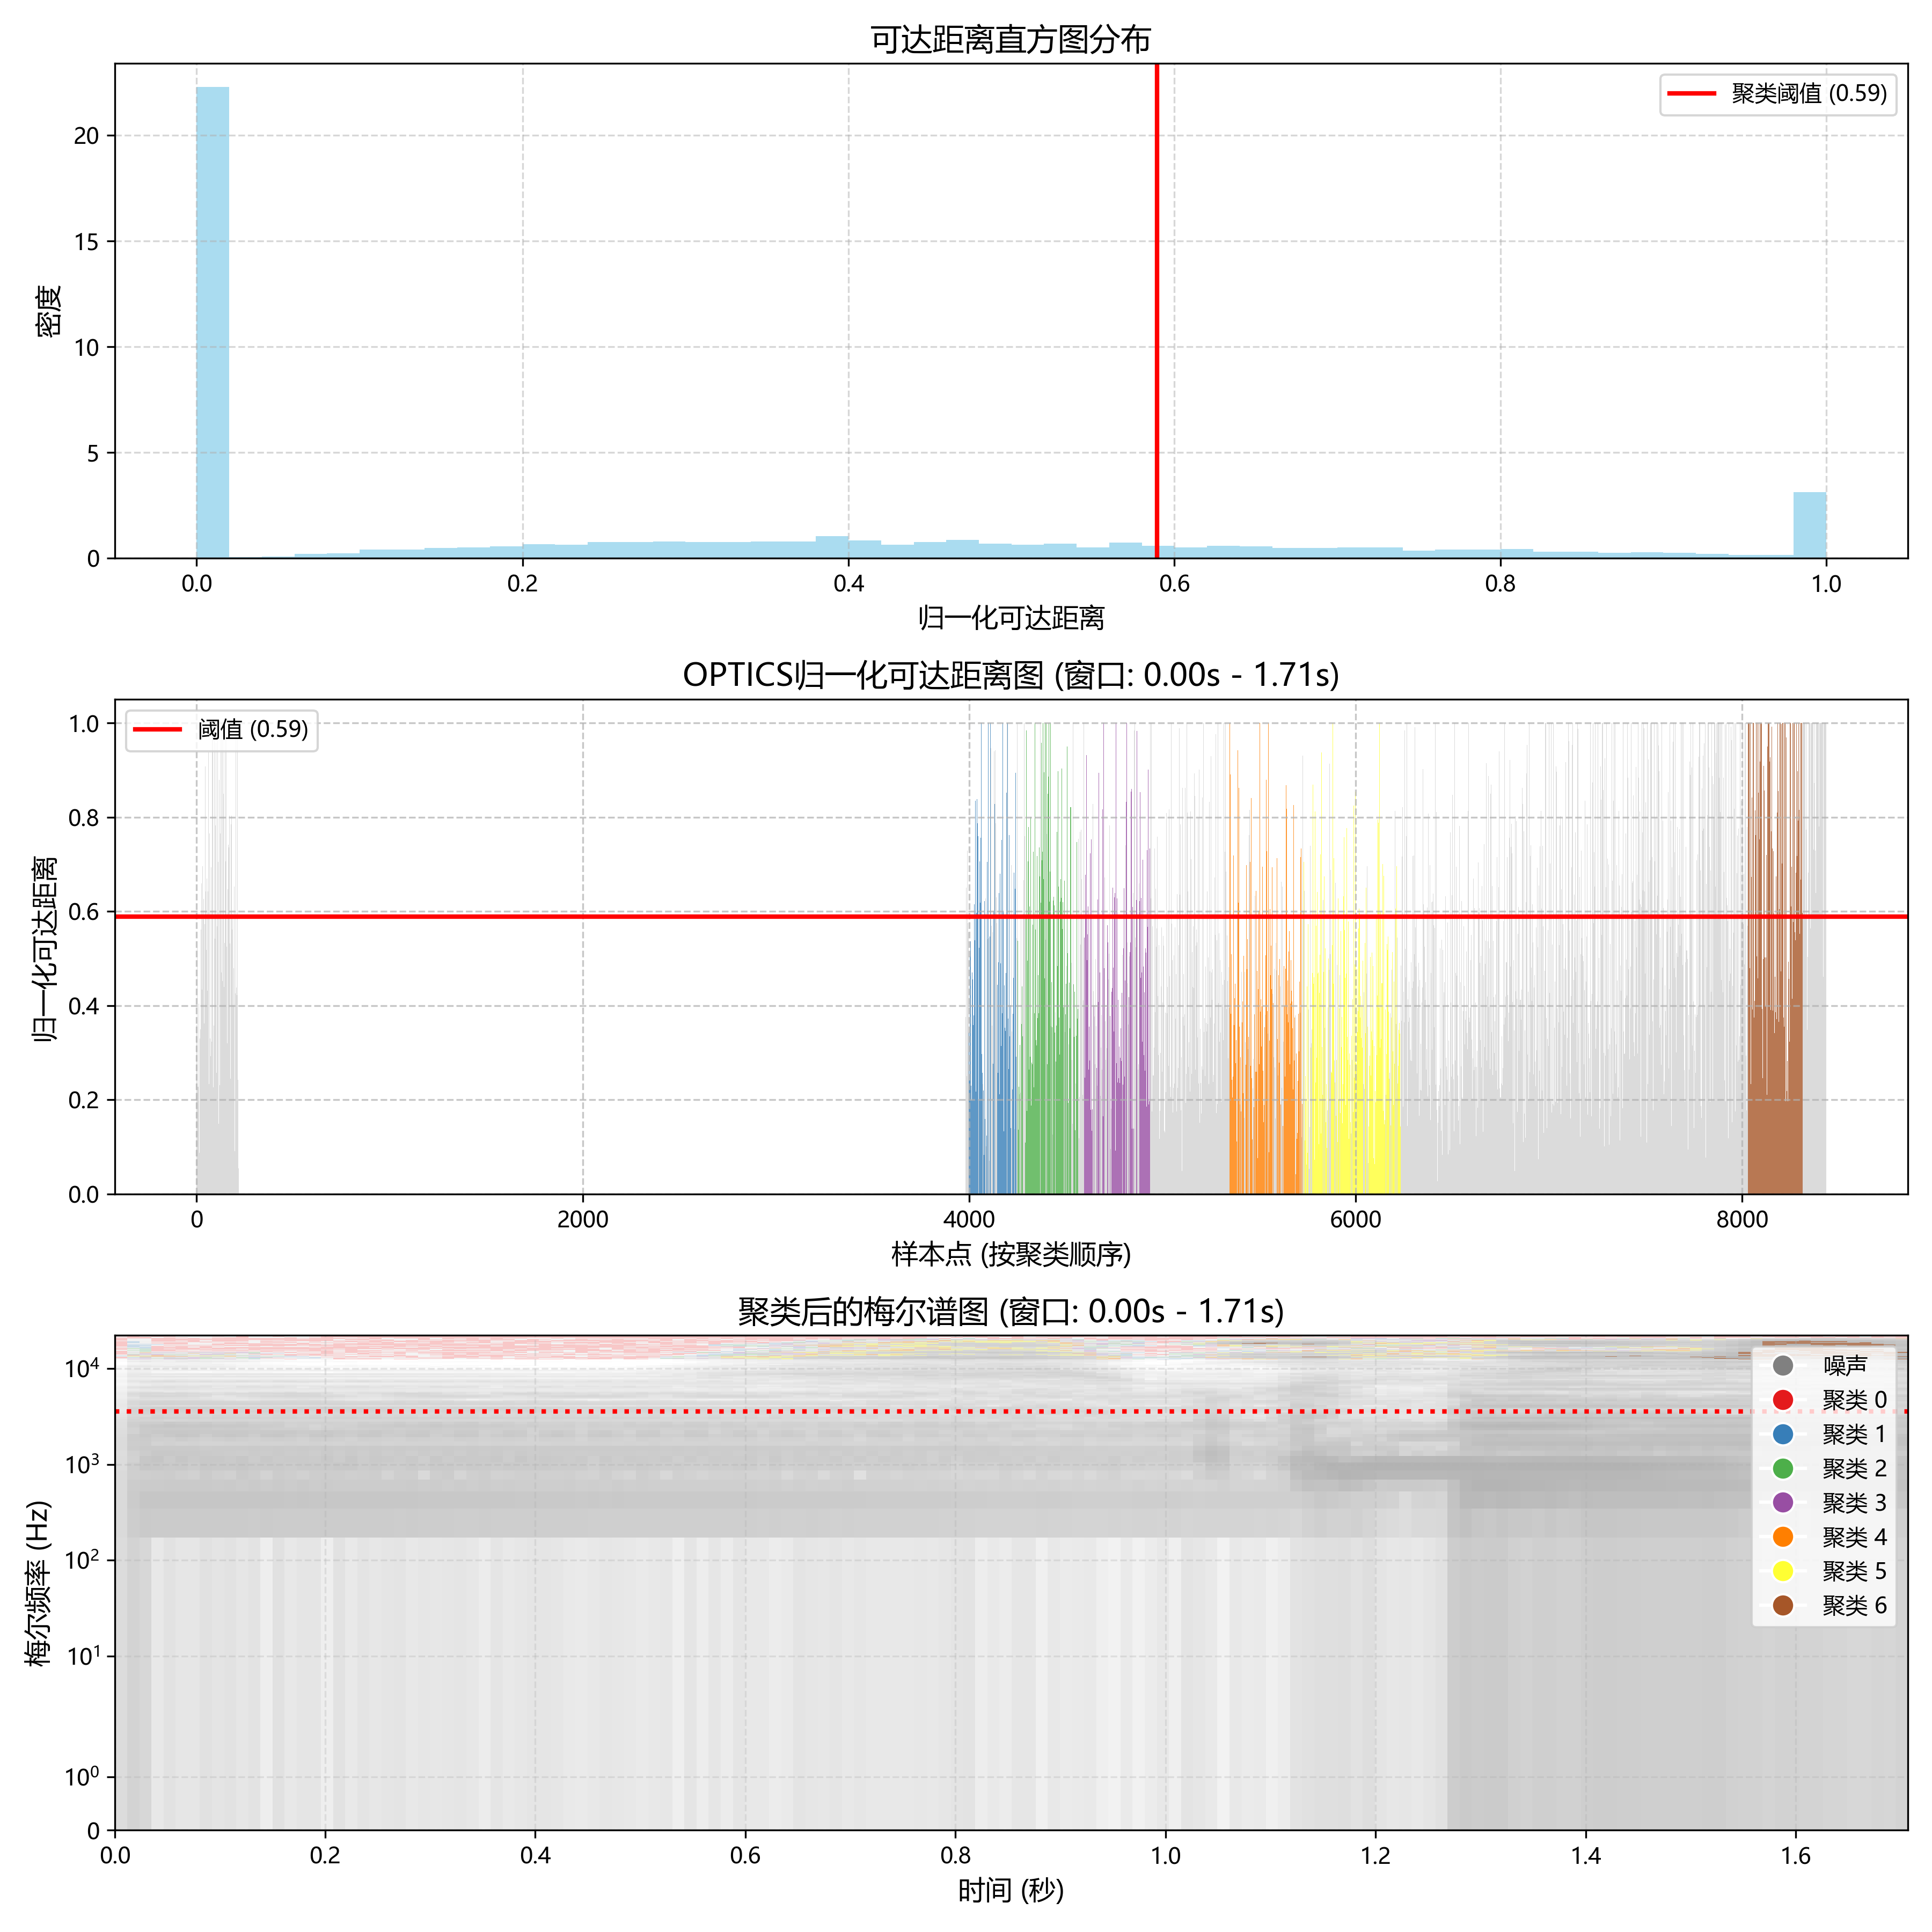 可达距离直方图分布
聚类阈值 (0.59)
20
15
10
5
0
密度
0.0 0.2 0.4 0.6 0.8 1.0
归一化可达距离
OPTICS归一化可达距离图 (窗口: 0.00s - 1.71s)
阈值 (0.59)
1.0
0.8
0.6
0.4
0.2
0.0
归一化可达距离
0 2000 4000 6000 8000
样本点 (按聚类顺序)
聚类后的梅尔谱图 (窗口: 0.00s - 1.71s)
10⁴
10³
10²
10¹
10⁰
0
梅尔频率 (Hz)
噪声
聚类 0
聚类 1
聚类 2
聚类 3
聚类 4
聚类 5
聚类 6
0.0 0.2 0.4 0.6 0.8 1.0 1.2 1.4 1.6
时间 (秒)